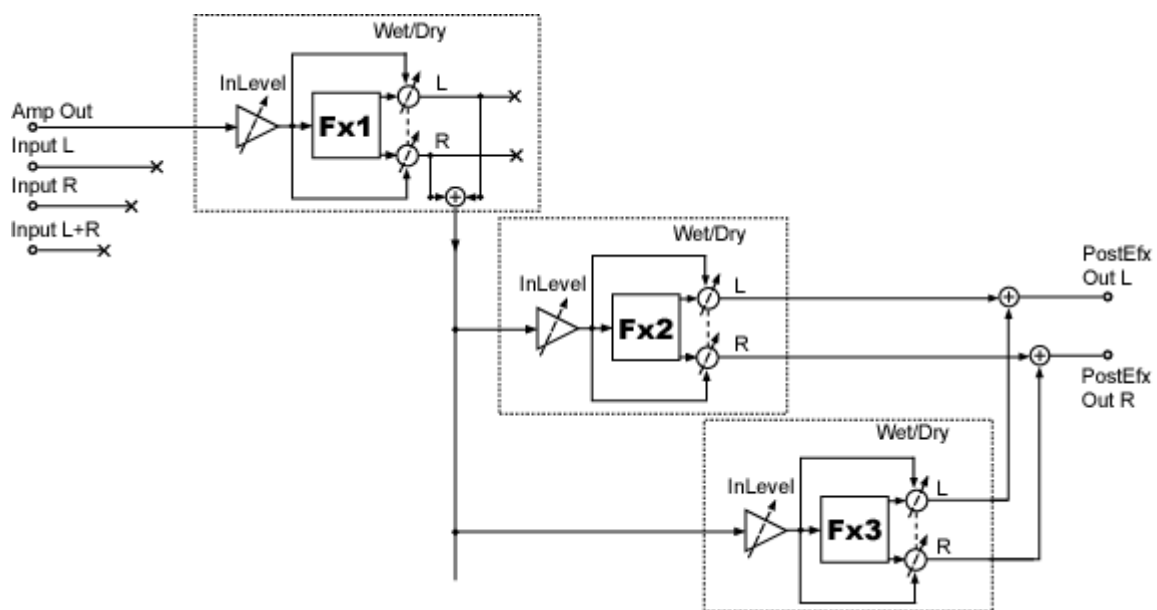 Wet/Dry
InLevel
L
Amp Out
Fx1
Input L
R
Input R
Input L+R
Wet/Dry
InLevel
L
PostEfx
Out L
Fx2
R
PostEfx
Out R
Wet/Dry
InLevel
L
Fx3
R